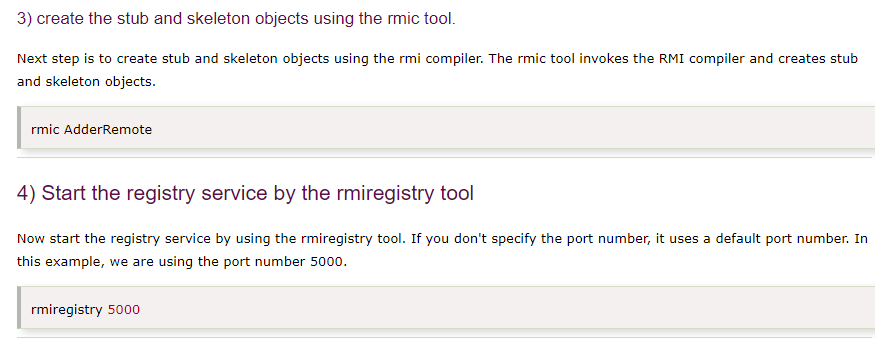 3) create the stub and skeleton objects using the rmic tool.
Next step is to create stub and skeleton objects using the rmi compiler. The rmic tool invokes the RMI compiler and creates stub
and skeleton objects.
rmic AdderRemote
4) Start the registry service by the rmiregistry tool
Now start the registry service by using the rmiregistry tool. If you don't specify the port number, it uses a default port number. In
this example, we are using the port number 5000.
rmiregistry 5000